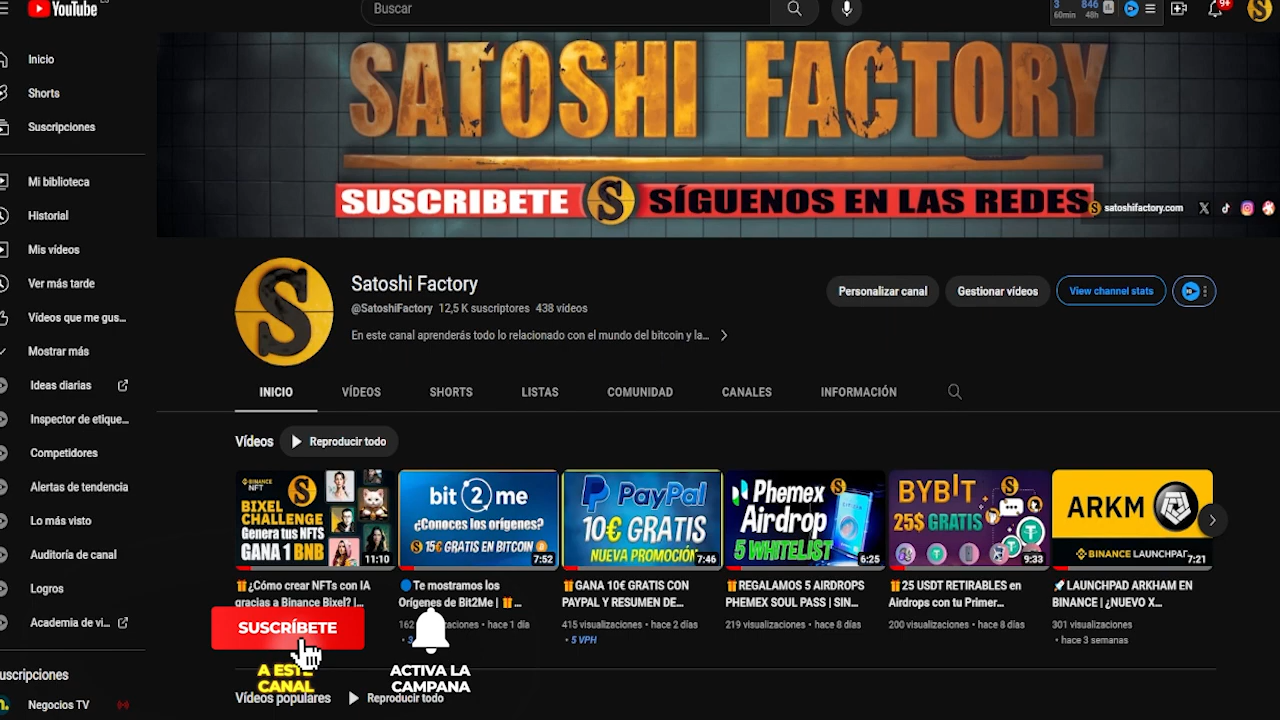 YouTube
Buscar
3
60min
846
48h
9+
Inicio
Shorts
Suscripciones
Mi biblioteca
Historial
Mis vídeos
Ver más tarde
Vídeos que me gus...
Mostrar más
Ideas diarias
Inspector de etique...
Competidores
Alertas de tendencia
Lo más visto
Auditoría de canal
Logros
Academia de vi...
uscripciones
Negocios TV
SATOSHI FACTORY
SUSCRIBETE S SÍGUENOS EN LAS REDES
satoshifactory.com
Satoshi Factory
@SatoshiFactory 12,5 K suscriptores 438 vídeos
En este canal aprenderás todo lo relacionado con el mundo del bitcoin y la...
Personalizar canal
Gestionar vídeos
View channel stats
INICIO VÍDEOS SHORTS LISTAS COMUNIDAD CANALES INFORMACIÓN
Vídeos Reproducir todo
BINANCE
NFT
BIXEL
CHALLENGE
Genera tus NFTS
GANA 1 BNB
11:10
bit2me
¿Conoces los orígenes?
15€ GRATIS EN BITCOIN
7:52
PayPal
10€ GRATIS
NUEVA PROMOCIÓN
7:46
Phemex
Airdrop
5 WHITELIST
6:25
BYBIT
25$ GRATIS
9:33
ARKM
BINANCE LAUNCHPA
7:21
¿Cómo crear NFTs con IA
gracias a Binance Bixel? |...
Te mostramos los
Orígenes de Bit2Me |
...
162
zaciones • hace 1 día
GANA 10€ GRATIS CON
PAYPAL Y RESUMEN DE...
415 visualizaciones • hace 2 días
• 5 VPH
REGALAMOS 5 AIRDROPS
PHEMEX SOUL PASS | SIN...
219 visualizaciones • hace 8 días
25 USDT RETIRABLES en
Airdrops con tu Primer...
200 visualizaciones • hace 8 días
LAUNCHPAD ARKHAM EN
BINANCE | ¿NUEVO X...
301 visualizaciones
• hace 3 semanas
SUSCRÍBETE
A ESTE
CANAL
ACTIVA LA
CAMPANA
Vídeos populares Reproducir todo